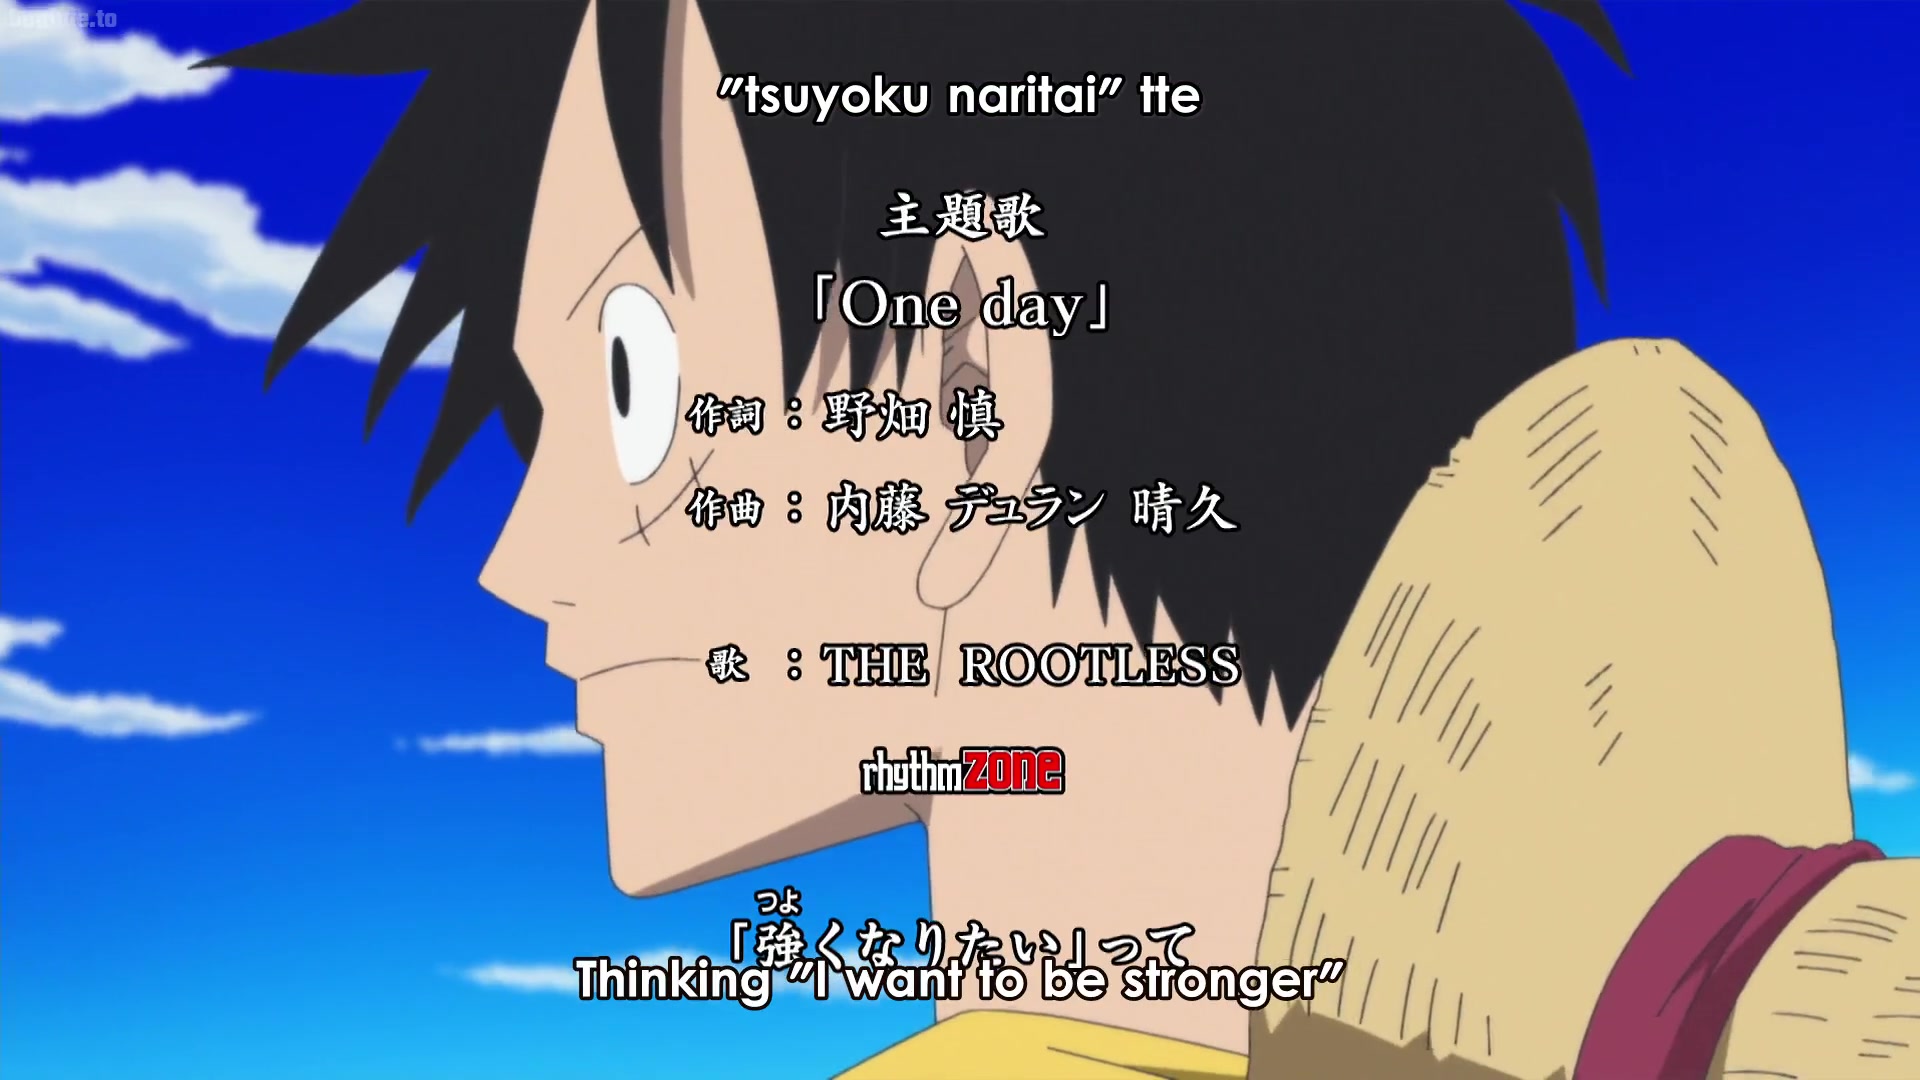 "tsuyoku naritai" tte
主題歌
「One day」
作詞：野畑 慎
作曲：内藤 デュラン 晴久
歌：THE ROOTLESS
rhythmzone
つよ
「強くなりたい」って
Thinking "I want to be stronger"